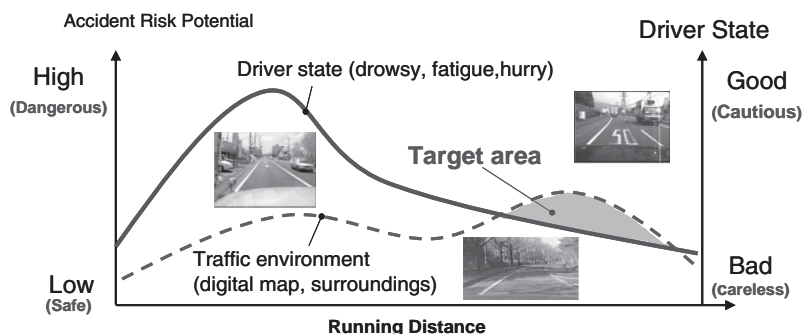 Accident Risk Potential
Driver State
High
(Dangerous)
Driver state (drowsy, fatigue,hurry)
Good
(Cautious)
50
Target area
Traffic environment
(digital map, surroundings)
Low
(Safe)
Bad
(Careless)
Running Distance